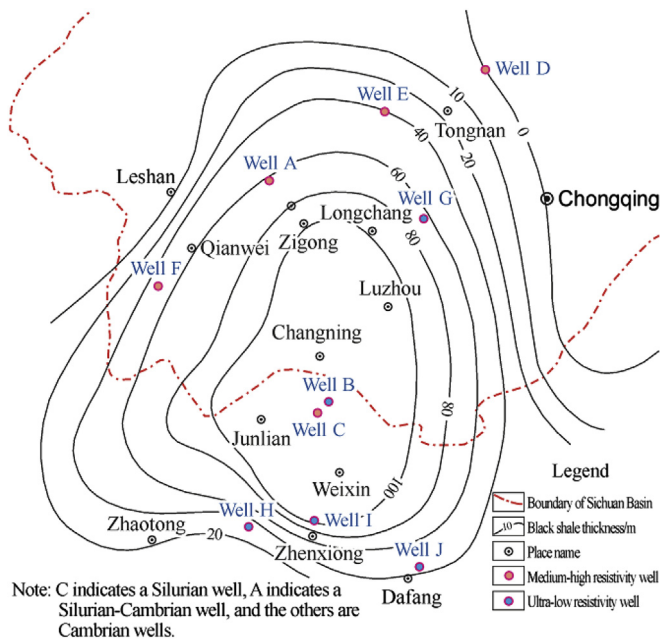 Well D
10
Well E
0
Tongnan
40
20
Well A
60
Leshan
Chongqing
Longchang
Well G
80
Zigong
Qianwei
Well F
Luzhou
Changning
Well B
80
Junlian
Well C
Legend
Weixin
100
Boundary of Sichuan Basin
10 Black shale thickness/m
Place name
Medium-high resistivity well
Ultra-low resistivity well
Well H
Well I
Zhaotong
20
Zhenxiong
Well J
Dafang
Note: C indicates a Silurian well, A indicates a
Silurian-Cambrian well, and the others are
Cambrian wells.